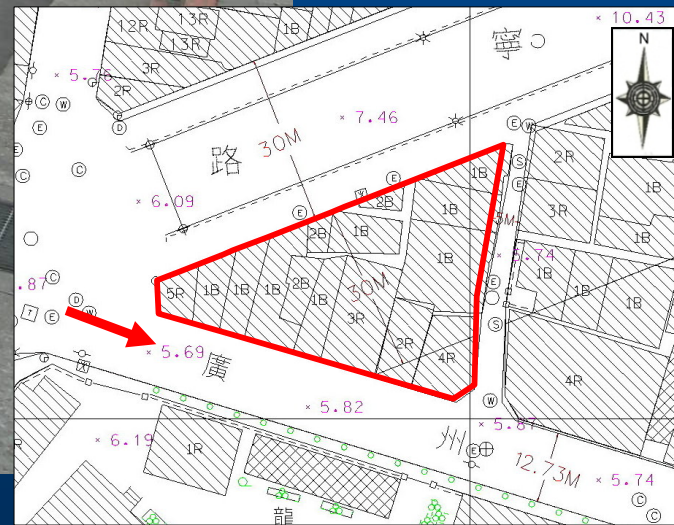 10.43
12R 13R 1B
13R
寧
N
3R
5.76
2R
C W
E
D
7.46
E W
路
30M
C
C
S
E
2R
1B
1B
E
2B
3R
6.09
E
3M
2B 1B
1B
1B
5.74
1B
.87
C
D
W
E
5R 1B 1B 1B 2B
1B
30M
3R
1B 1B 1B
2R
4R
S
5.69
廣
4R
5.82
W
5.87
州
E
6.19
1R
12.73M
5.74
C
C
龍